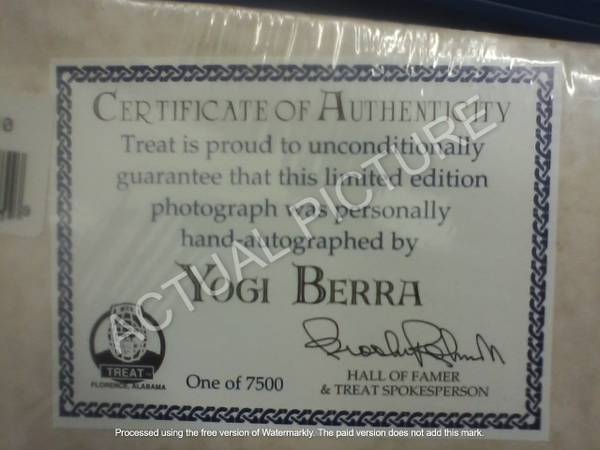 CERTIFICATE OF AUTHENTICITY
Treat is proud to unconditionally
guarantee that this limited edition
photograph was personally
hand-autographed by
YOGI BERRA
ACTUAL PICTURE
TREAT
FLORENCE, ALABAMA
One of 7500
HALL OF FAMER
& TREAT SPOKESPERSON
Processed using the free version of Watermarkly. The paid version does not add this mark.